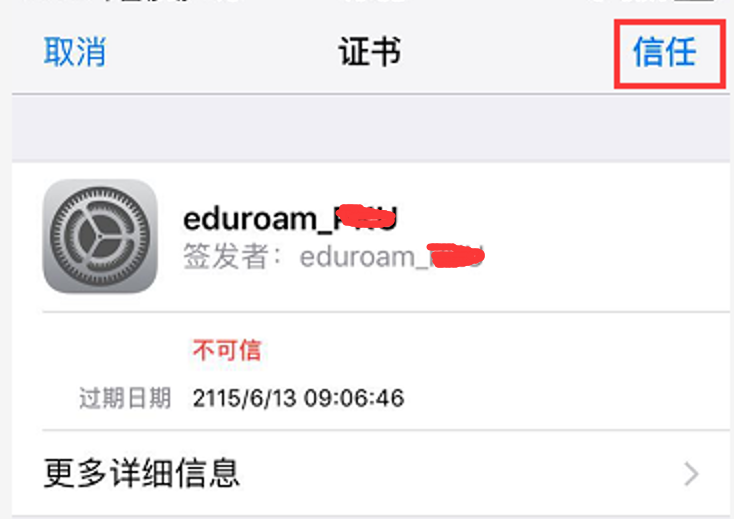 取消 证书 信任
eduroam_
签发者： eduroam_
不可信
过期日期 2115/6/13 09:06:46
更多详细信息